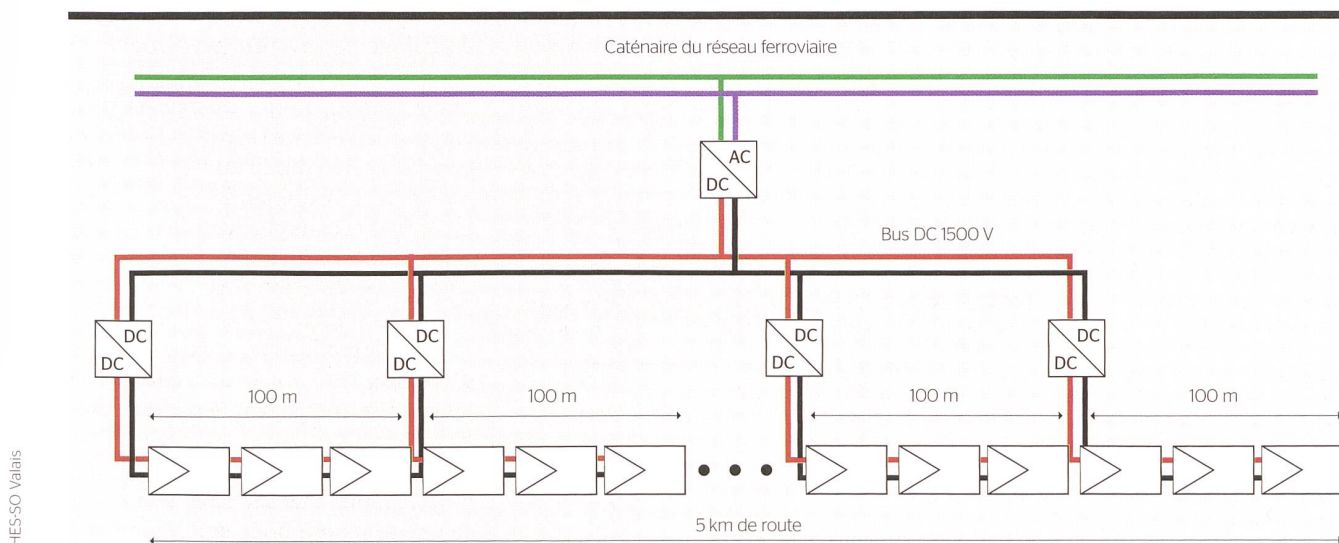 Caténaire du réseau ferroviaire
AC
DC
Bus DC 1500 V
DC
DC
DC
DC
DC
DC
DC
DC
100 m
100 m
100 m
100 m
5 km de route
HES-SO Valais